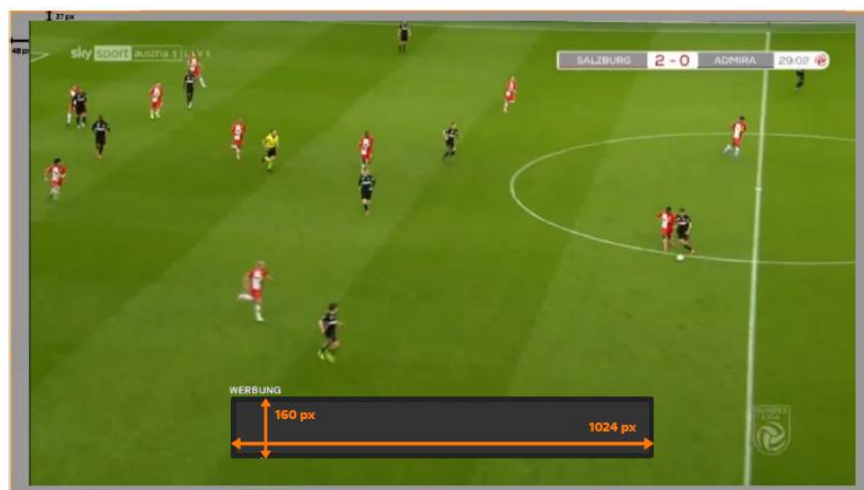 27 px
48 px
sky sport austria 1 LIVE
SALZBURG 2-0 ADMIRA 29:02
WERBUNG
160 px
1024 px